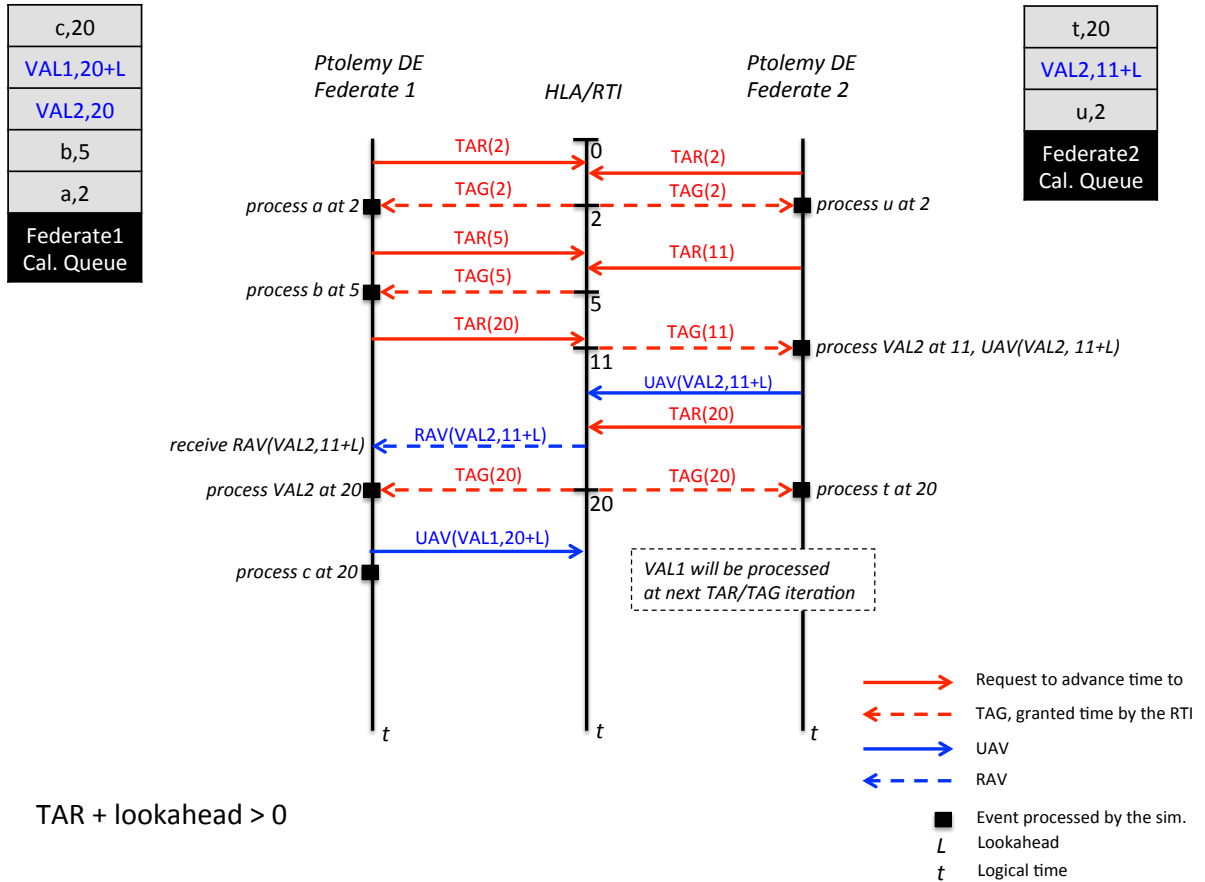 c,20
VAL1,20+L
VAL2,20
b,5
a,2
Federate1
Cal. Queue
Ptolemy DE
Federate 1
HLA/RTI
Ptolemy DE
Federate 2
t,20
VAL2,11+L
u,2
Federate2
Cal. Queue
0
TAR(2)
TAR(2)
TAG(2)
TAG(2)
process a at 2
2
process u at 2
TAR(5)
TAR(11)
TAG(5)
process b at 5
5
TAR(20)
TAG(11)
11
process VAL2 at 11, UAV(VAL2, 11+L)
UAV(VAL2,11+L)
TAR(20)
receive RAV(VAL2,11+L)
RAV(VAL2,11+L)
TAG(20)
TAG(20)
process VAL2 at 20
20
process t at 20
UAV(VAL1,20+L)
process c at 20
VAL1 will be processed
at next TAR/TAG iteration
t
t
t
Request to advance time to
TAG, granted time by the RTI
UAV
RAV
Event processed by the sim.
L Lookahead
t Logical time
TAR + lookahead > 0